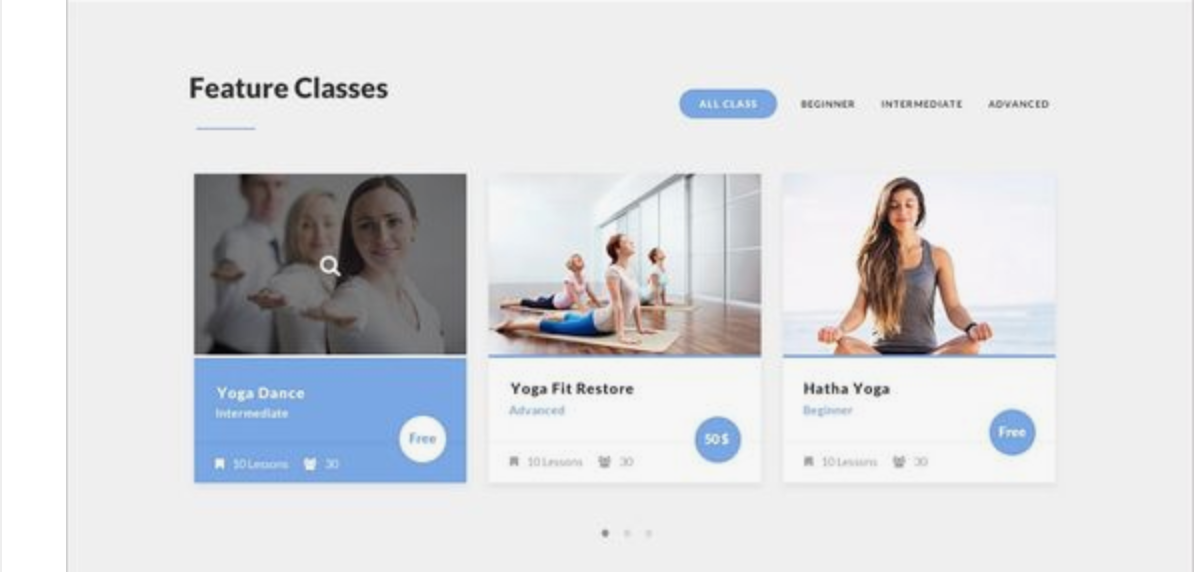 Feature Classes
ALL CLASS
BEGINNER
INTERMEDIATE
ADVANCED
Yoga Dance
Intermediate
Free
10 Lessons
30
Yoga Fit Restore
Advanced
50$
10 Lessons
30
Hatha Yoga
Beginner
Free
10 Lessons
30